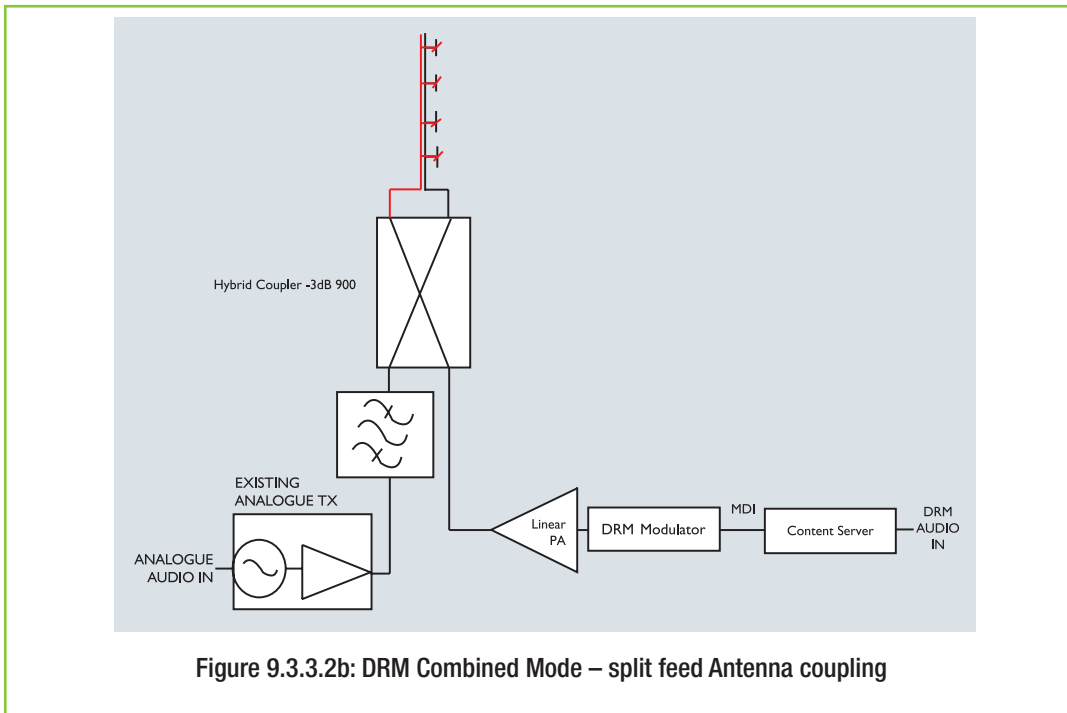 Hybrid Coupler -3dB 900
EXISTING
ANALOGUE TX
ANALOGUE
AUDIO IN
Linear
PA
DRM Modulator
MDI
Content Server
DRM
AUDIO
IN
Figure 9.3.3.2b: DRM Combined Mode – split feed Antenna coupling